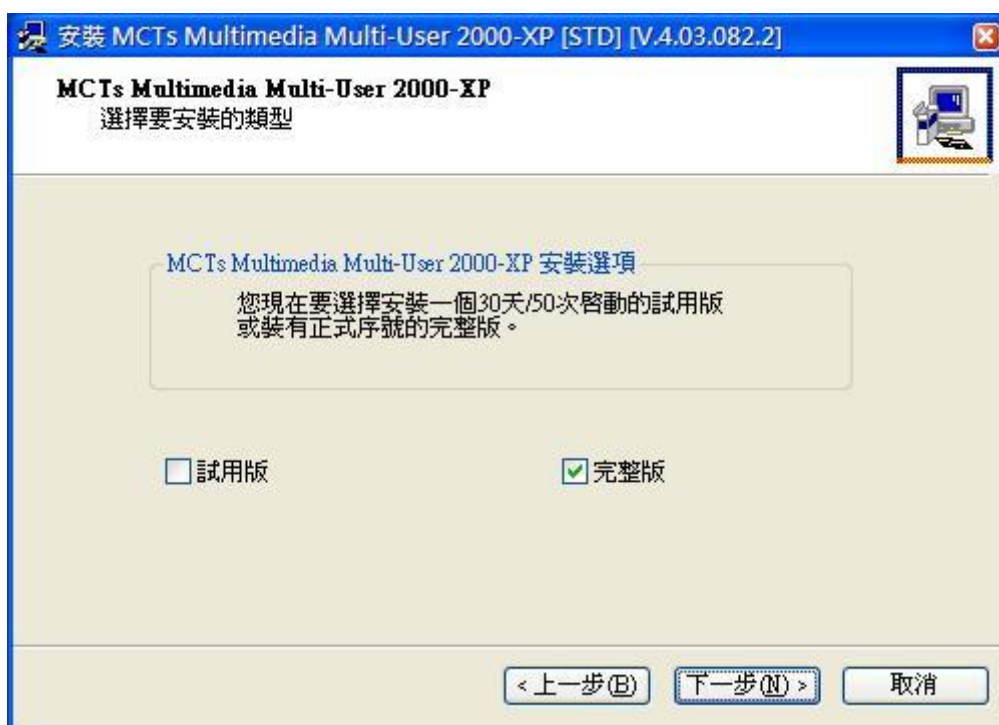 安裝 MCTs Multimedia Multi-User 2000-XP [STD] [V.4.03.082.2]
MCTs Multimedia Multi-User 2000-XP
選擇要安裝的類型
MCTs Multimedia Multi-User 2000-XP 安裝選項
您現在要選擇安裝一個30天/50次啓動的試用版
或裝有正式序號的完整版。
試用版
完整版
<上一步(B)
下一步(N)>
取消